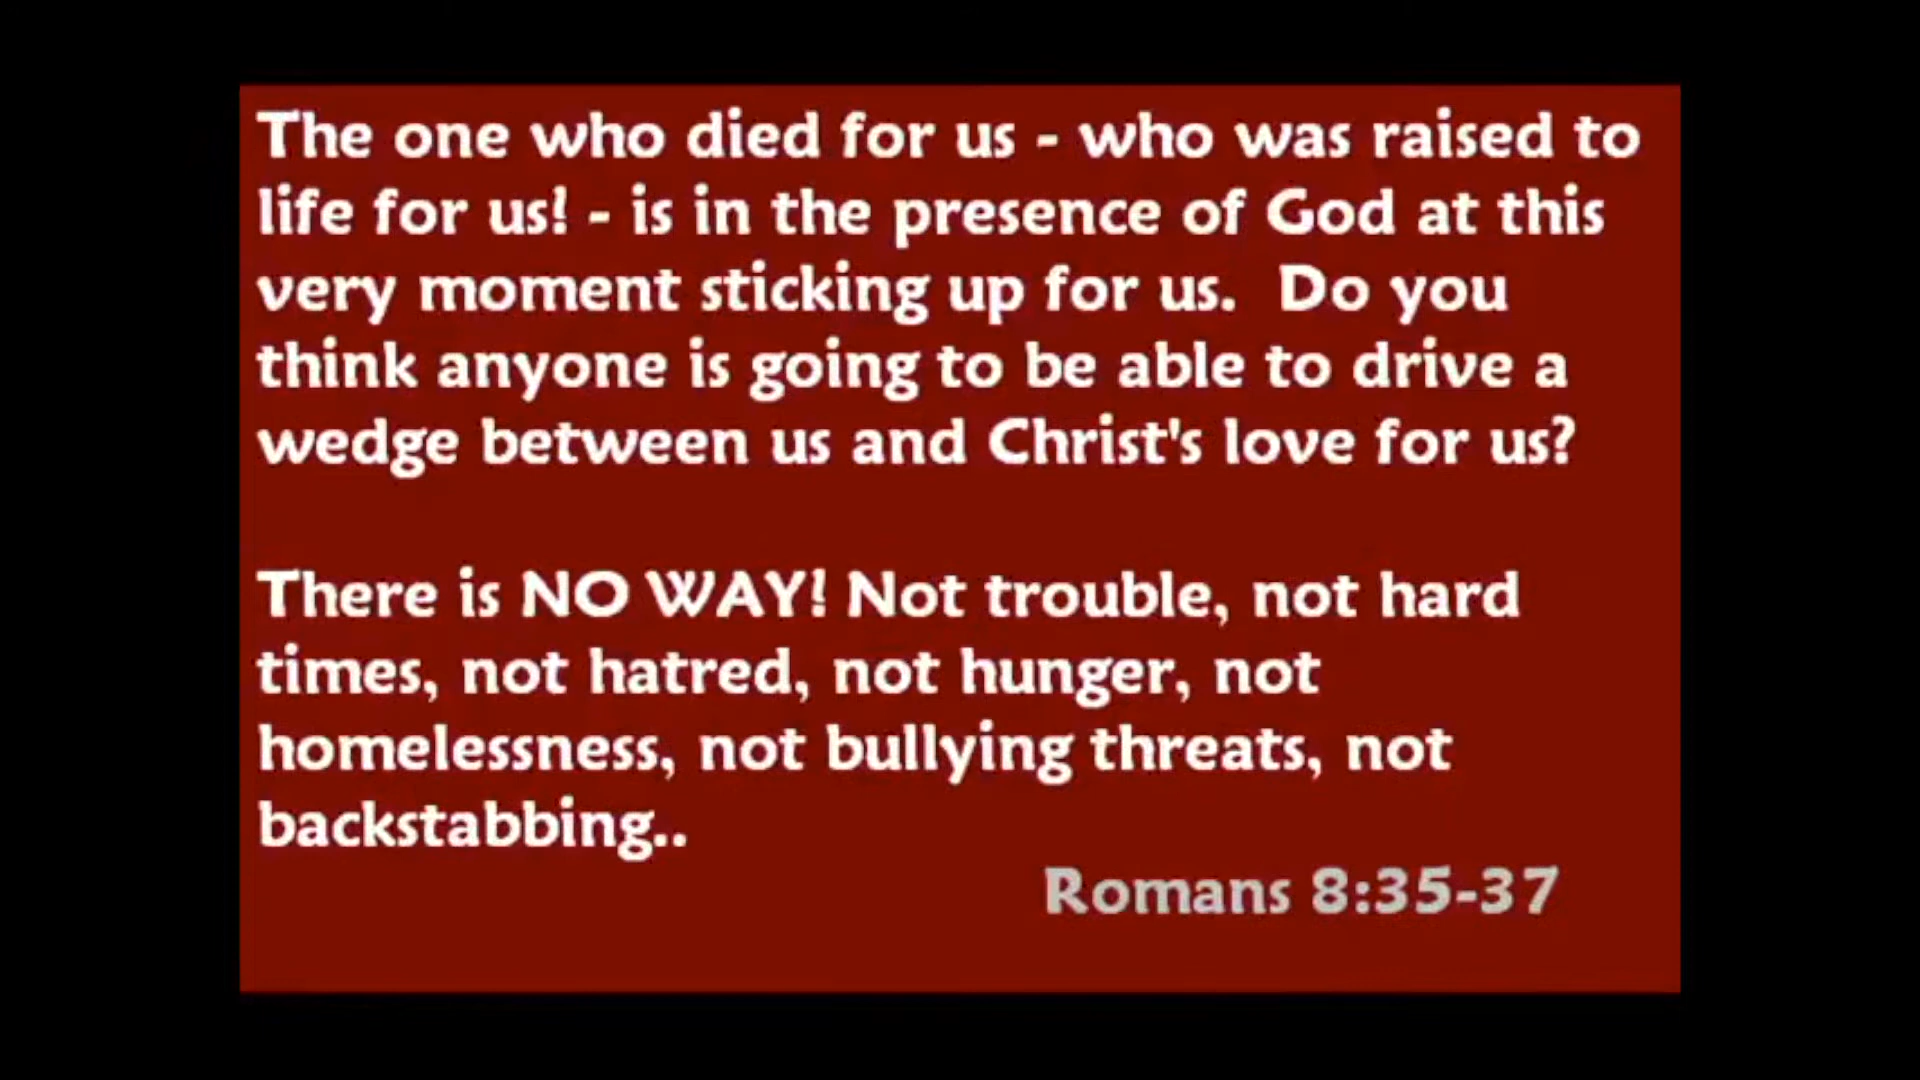 The one who died for us - who was raised to
life for us! - is in the presence of God at this
very moment sticking up for us.  Do you
think anyone is going to be able to drive a
wedge between us and Christ's love for us?
There is NO WAY! Not trouble, not hard
times, not hatred, not hunger, not
homelessness, not bullying threats, not
backstabbing..
Romans 8:35-37